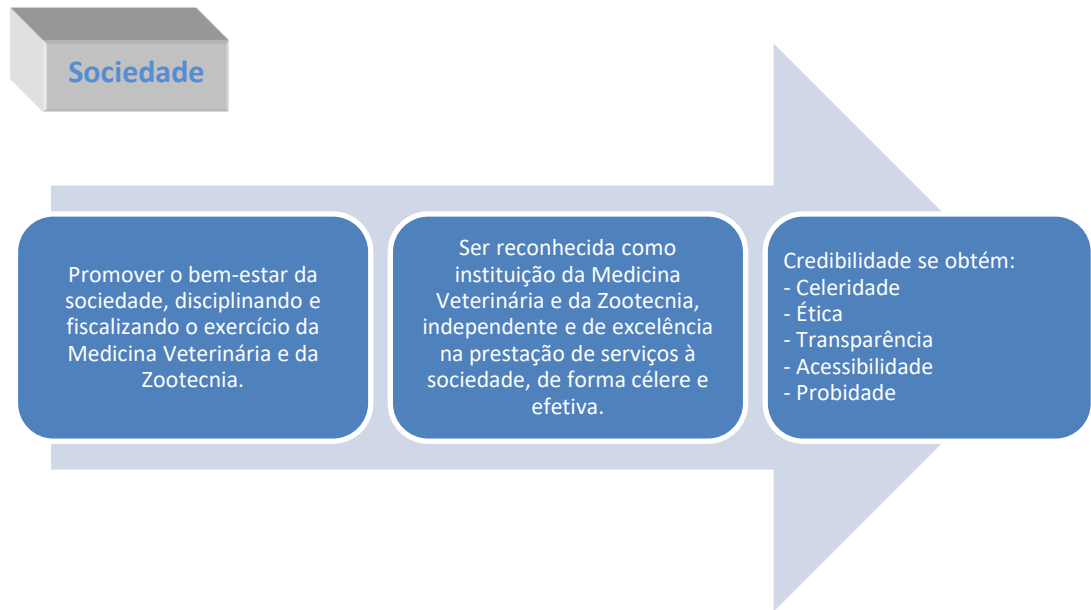 Sociedade
Promover o bem-estar da
sociedade, disciplinando e
fiscalizando o exercício da
Medicina Veterinária e da
Zootecnia.
Ser reconhecida como
instituição da Medicina
Veterinária e da Zootecnia,
independente e de excelência
na prestação de serviços à
sociedade, de forma célere e
efetiva.
Credibilidade se obtém:
- Celeridade
- Ética
- Transparência
- Acessibilidade
- Probidade